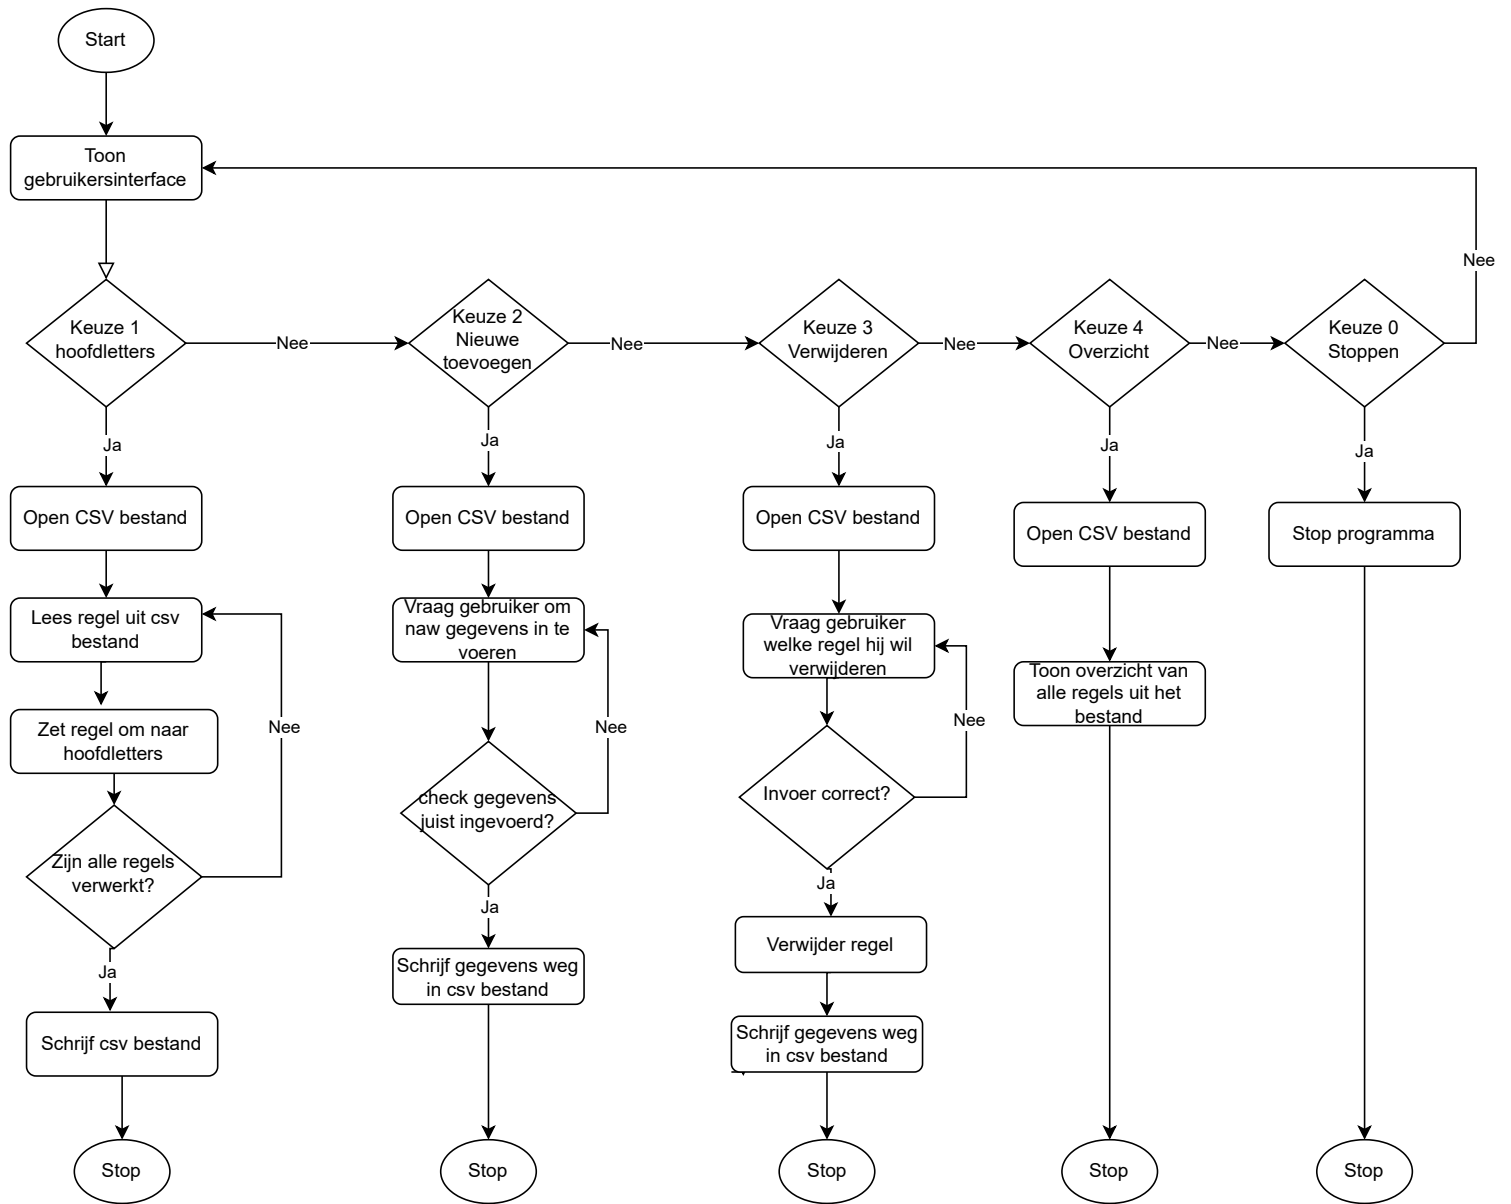 Start
Toon
gebruikersinterface
Nee
Keuze 1
hoofdletters
Nee
Keuze 2
Nieuwe
toevoegen
Nee
Keuze 3
Verwijderen
Nee
Keuze 4
Overzicht
Nee
Keuze 0
Stoppen
Ja
Ja
Ja
Ja
Ja
Open CSV bestand
Open CSV bestand
Open CSV bestand
Open CSV bestand
Stop programma
Lees regel uit csv
bestand
Vraag gebruiker om
naw gegevens in te
voeren
Vraag gebruiker
welke regel hij wil
verwijderen
Toon overzicht van
alle regels uit het
bestand
Zet regel om naar
hoofdletters
Nee
Nee
Nee
check gegevens
juist ingevoerd?
Invoer correct?
Zijn alle regels
verwerkt?
Ja
Ja
Ja
Verwijder regel
Schrijf gegevens weg
in csv bestand
Schrijf csv bestand
Schrijf gegevens weg
in csv bestand
Stop
Stop
Stop
Stop
Stop